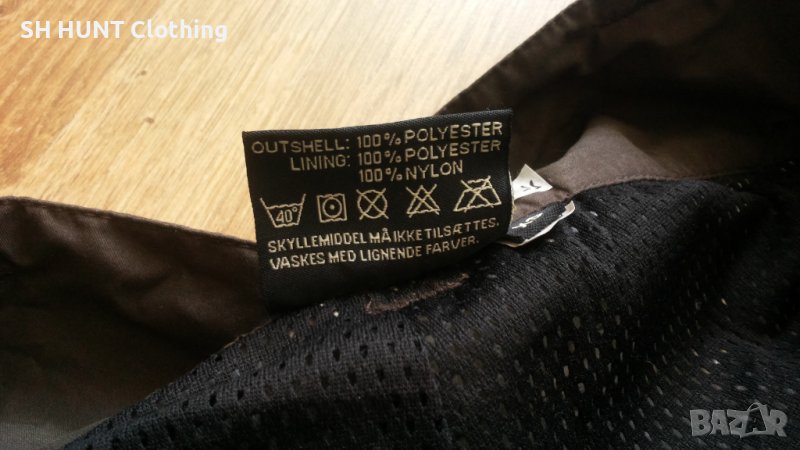 SH HUNT Clothing
OUTSHELL: 100% POLYESTER
LINING: 100% POLYESTER
100% NYLON
40°
SKYLLEMIDDEL MÅ IKKE TILSÆTTES.
VASKES MED LIGNENDE FARVER.
BAZAR